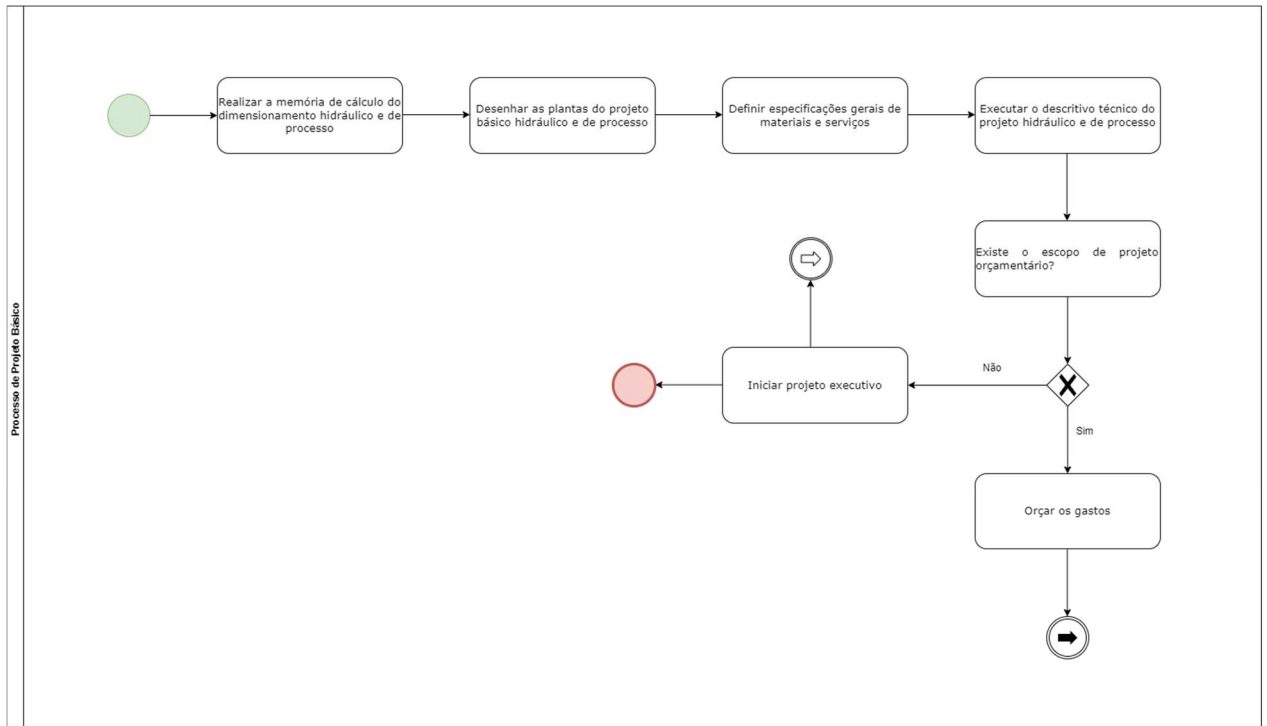 Processo de Projeto Básico
Realizar a memória de cálculo do
dimensionamento hidráulico e de
processo
Desenhar as plantas do projeto
básico hidráulico e de processo
Definir especificações gerais de
materiais e serviços
Executar o descritivo técnico do
projeto hidráulico e de processo
Existe o escopo de projeto
orçamentário?
Não
Iniciar projeto executivo
Sim
Orçar os gastos